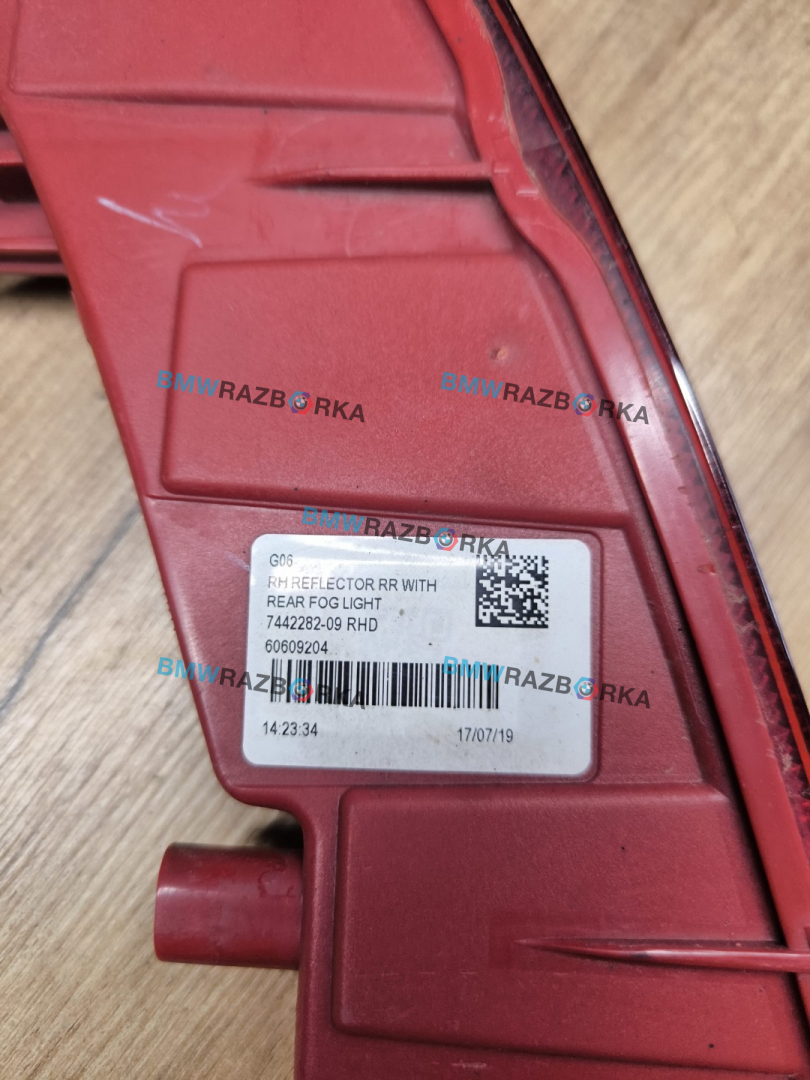 BMWRAZBORKA
BMWRAZBORKA
BMWRAZBORKA
G06
RH REFLECTOR RR WITH
REAR FOG LIGHT
7442282-09 RHD
60609204
BMWRAZBORKA
BMWRAZBORKA
14:23:34 17/07/19